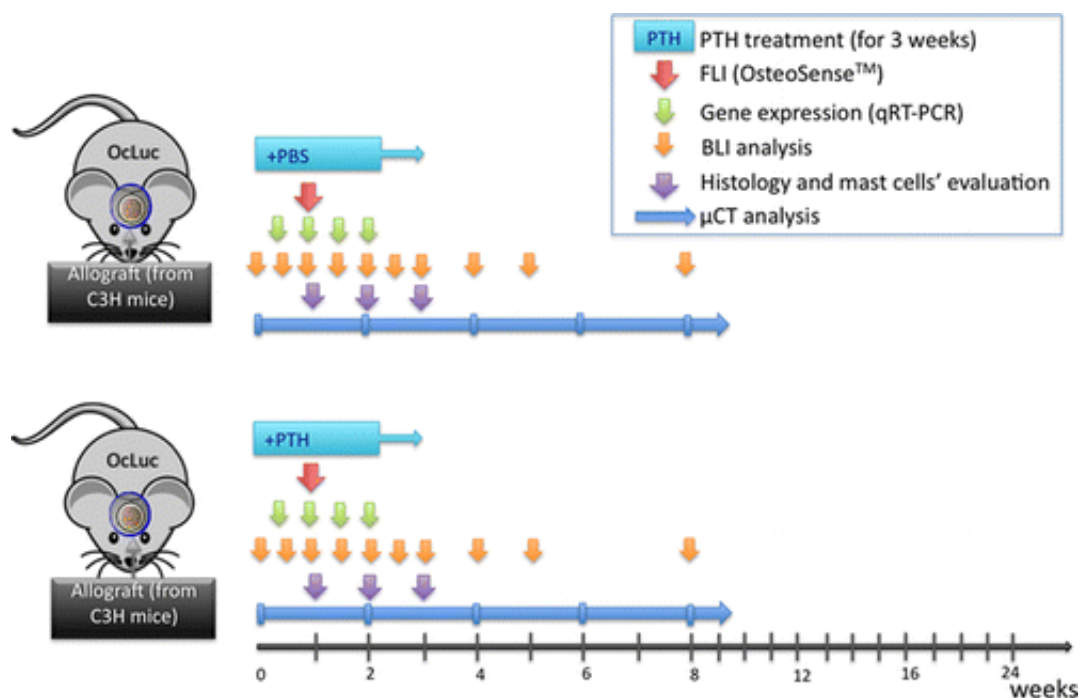 PTH PTH treatment (for 3 weeks)
FLI (OsteoSense™)
Gene expression (qRT-PCR)
BLI analysis
Histology and mast cells’ evaluation
µCT analysis
OcLuc
+PBS
Allograft (from
C3H mice)
OcLuc
+PTH
Allograft (from
C3H mice)
0 2 4 6 8 12 16 20 24
weeks